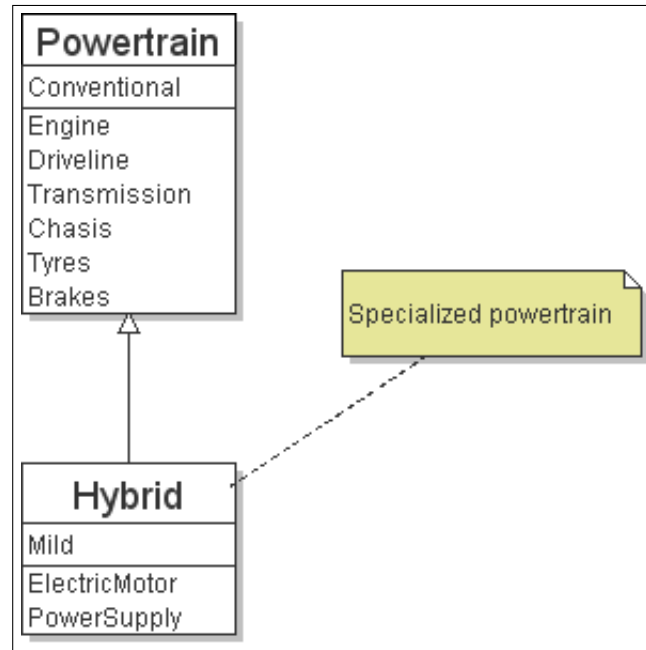 Powertrain
Conventional
Engine
Driveline
Transmission
Chasis
Tyres
Brakes
Specialized powertrain
Hybrid
Mild
ElectricMotor
PowerSupply